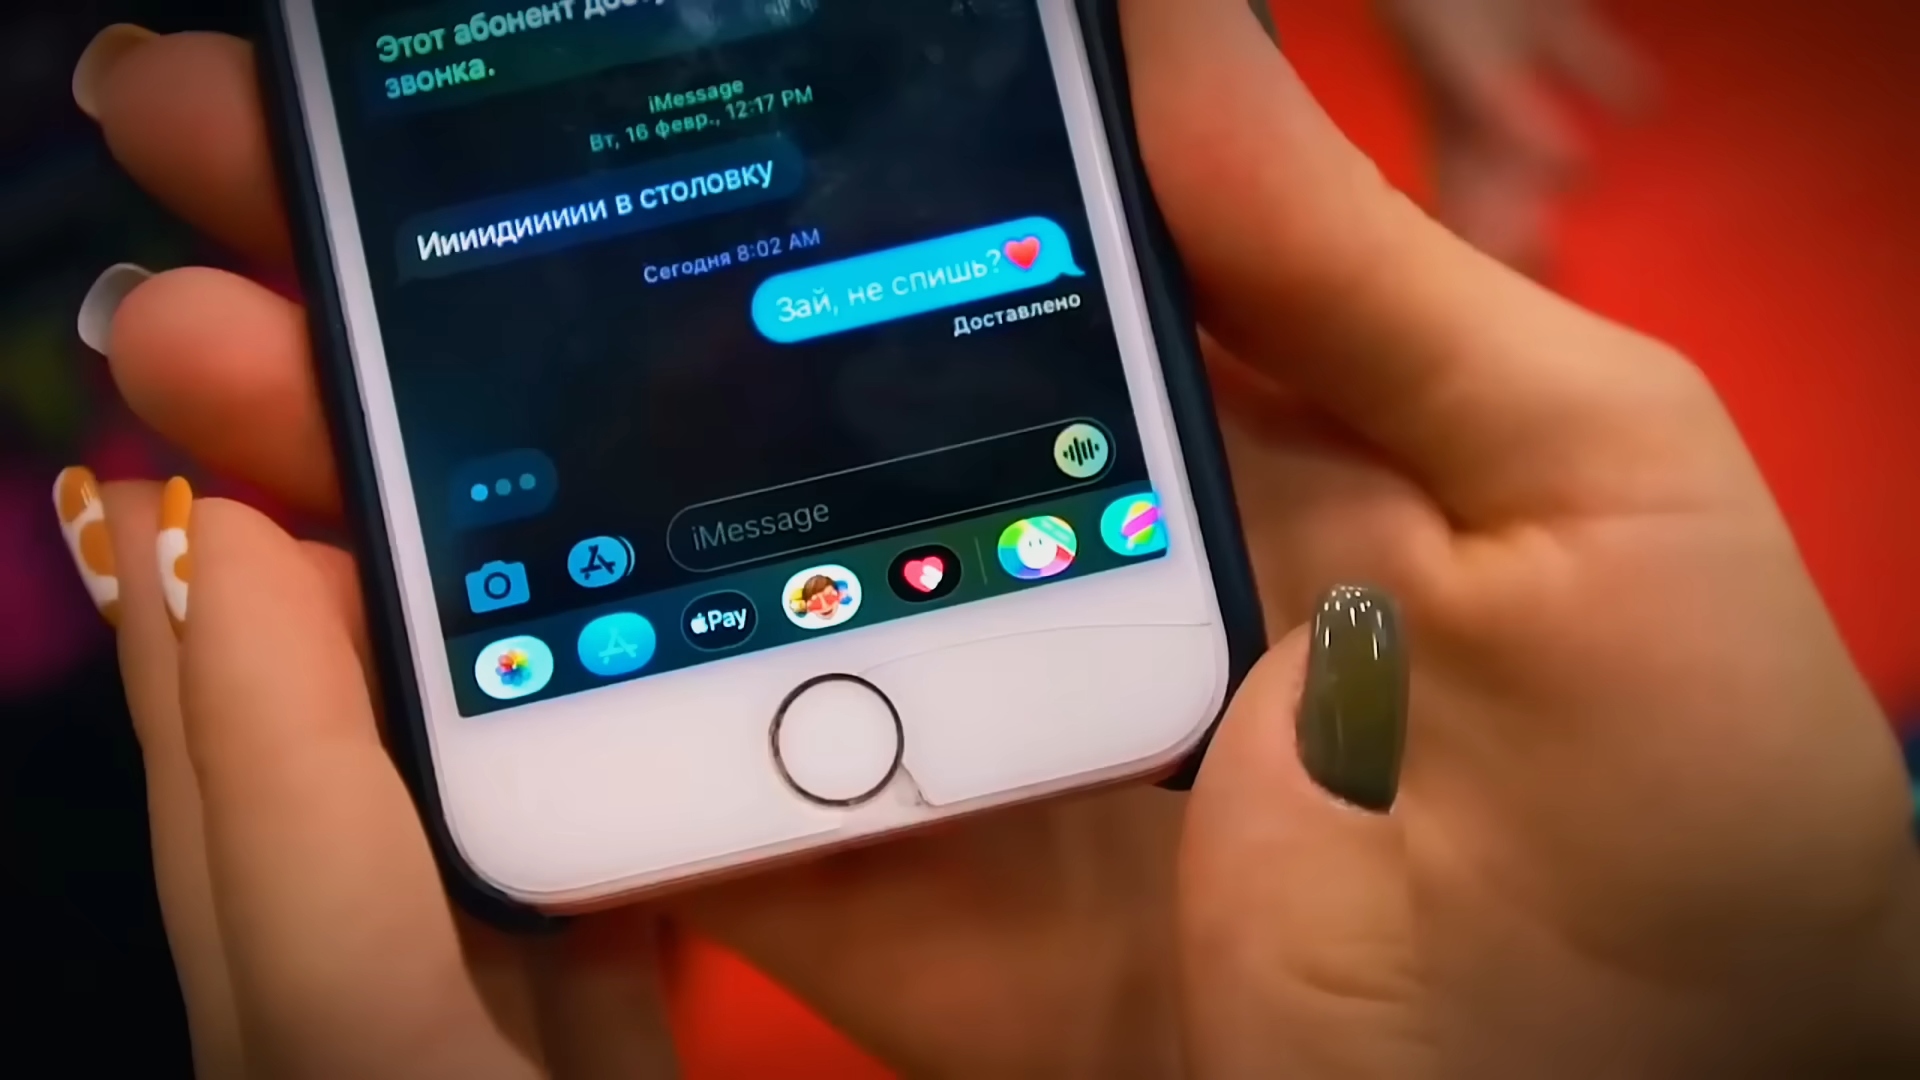 Этот абонент
звонка.
iMessage
Вт, 16 февр., 12:17 PM
Иииидиииии в столовку
Сегодня 8:02 AM
Зай, не спишь?❤️
Доставлено
iMessage
Pay